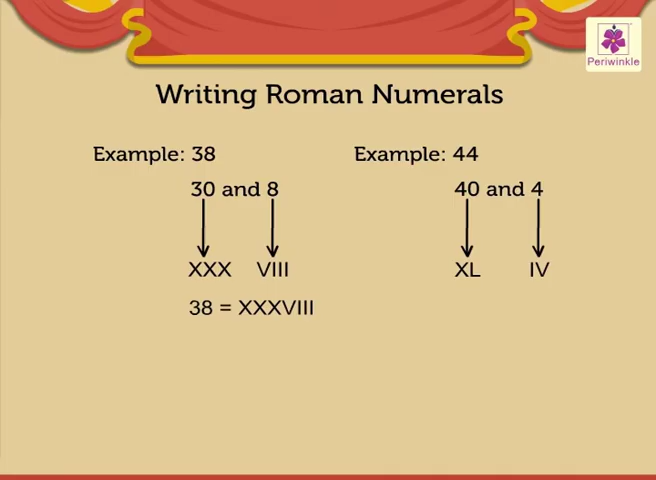 Periwinkle
Writing Roman Numerals
Example: 38
30 and 8
XXX VIII
38 = XXXVIII
Example: 44
40 and 4
XL IV